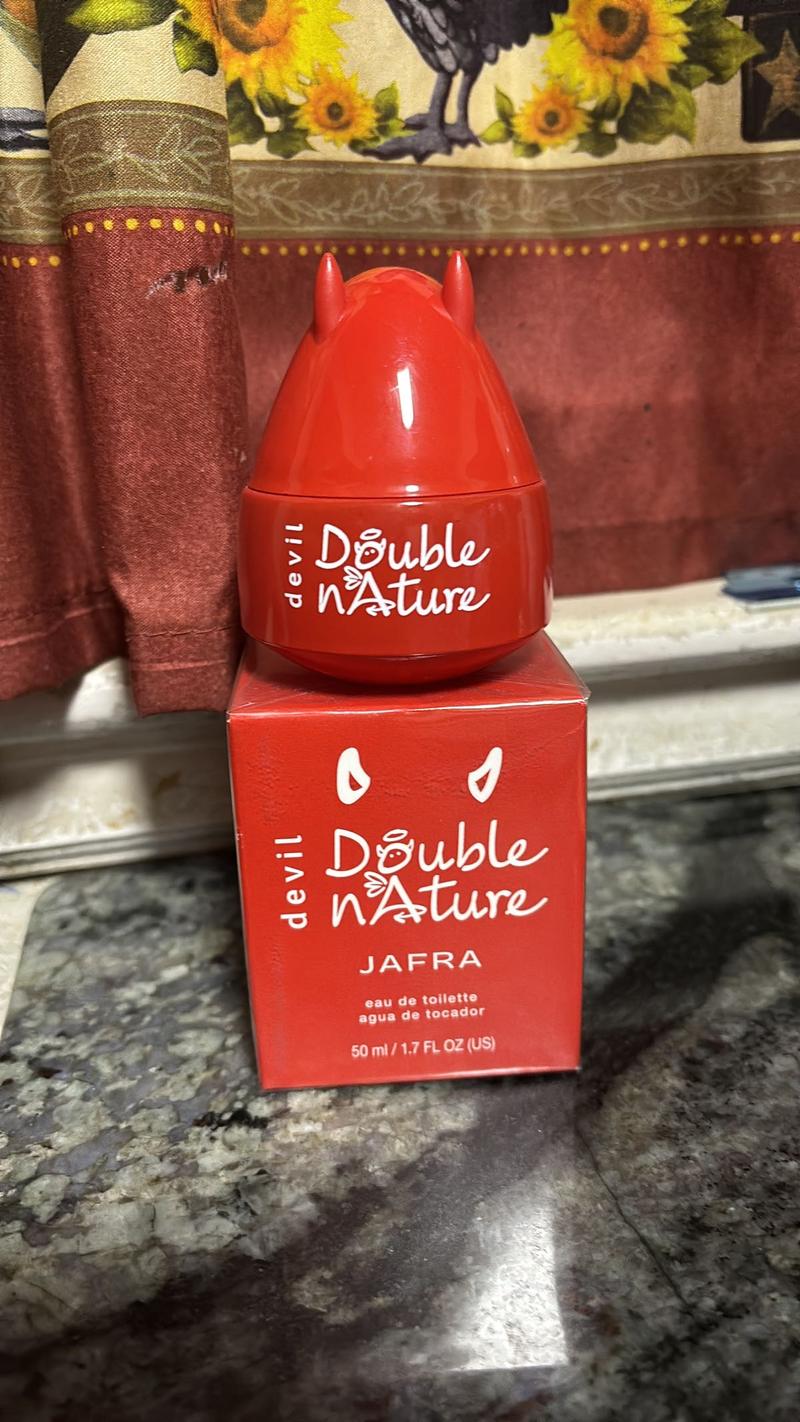 devil
Double
nAture
devil
Double
nAture
JAFRA
eau de toilette
agua de tocador
50 ml / 1.7 FL OZ (US)